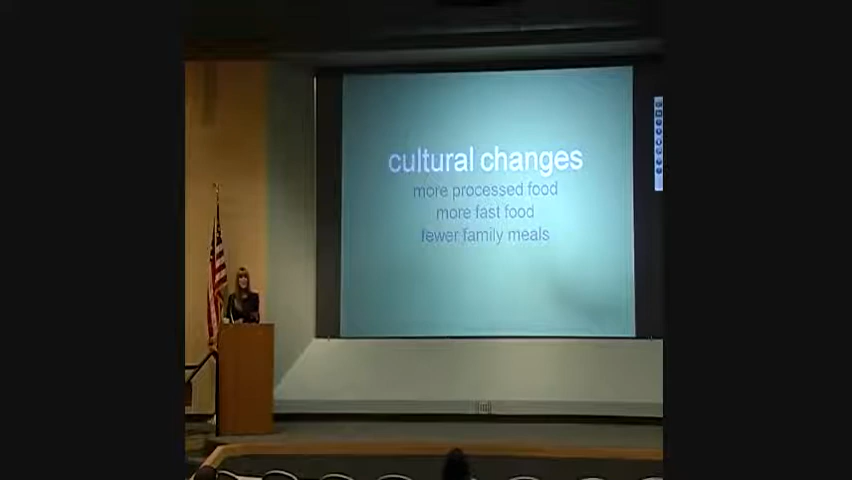 cultural changes
more processed food
more fast food
fewer family meals